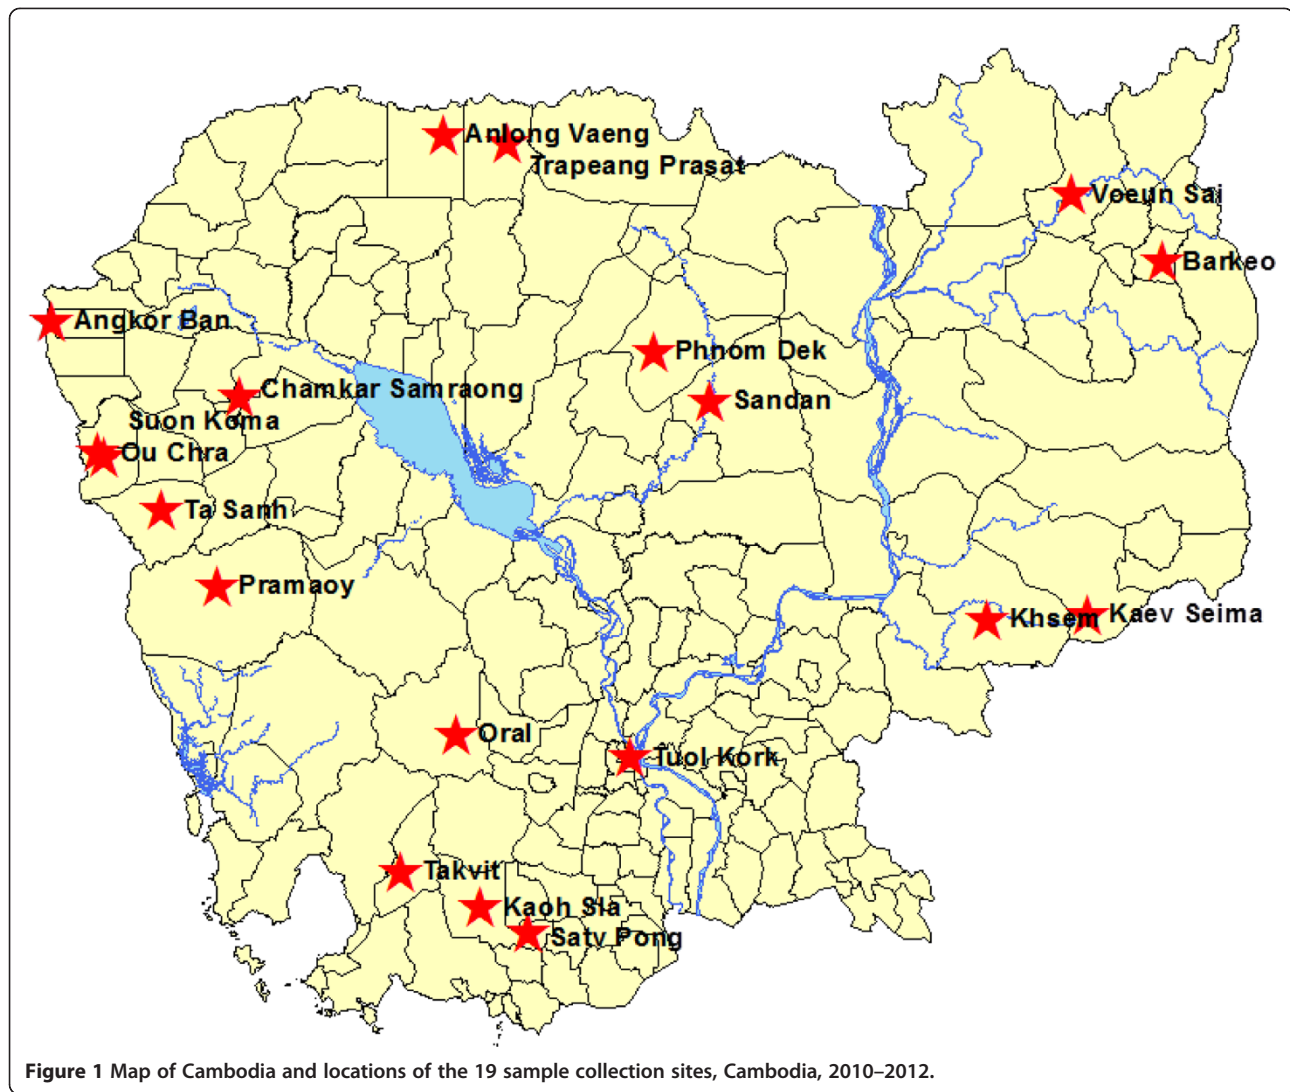 Anlong Vaeng
Trapeang Prasat
Voeun Sai
Barkeo
Angkor Ban
Phnom Dek
Chamkar Samraong
Sandan
Suon Koma
Ou Chra
Ta Sanh
Pramaoy
Khsem
Kaev Seima
Oral
Tuol Kork
Takvit
Kaoh Sla
Satv Pong
Figure 1 Map of Cambodia and locations of the 19 sample collection sites, Cambodia, 2010–2012.